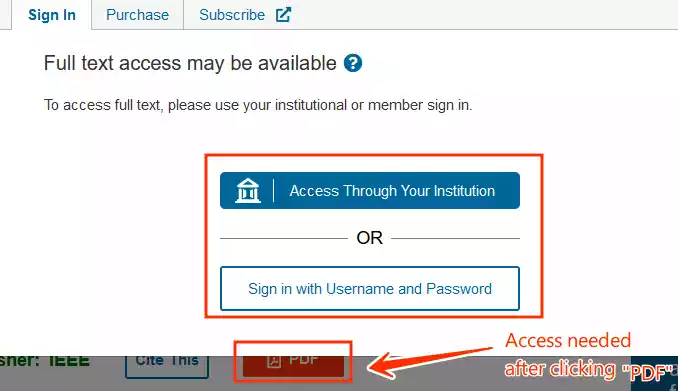 Sign In Purchase Subscribe
Full text access may be available ?
To access full text, please use your institutional or member sign in.
Access Through Your Institution
OR
Sign in with Username and Password
Access needed
sher: IEEE Cite This PDF after clicking "PDF"